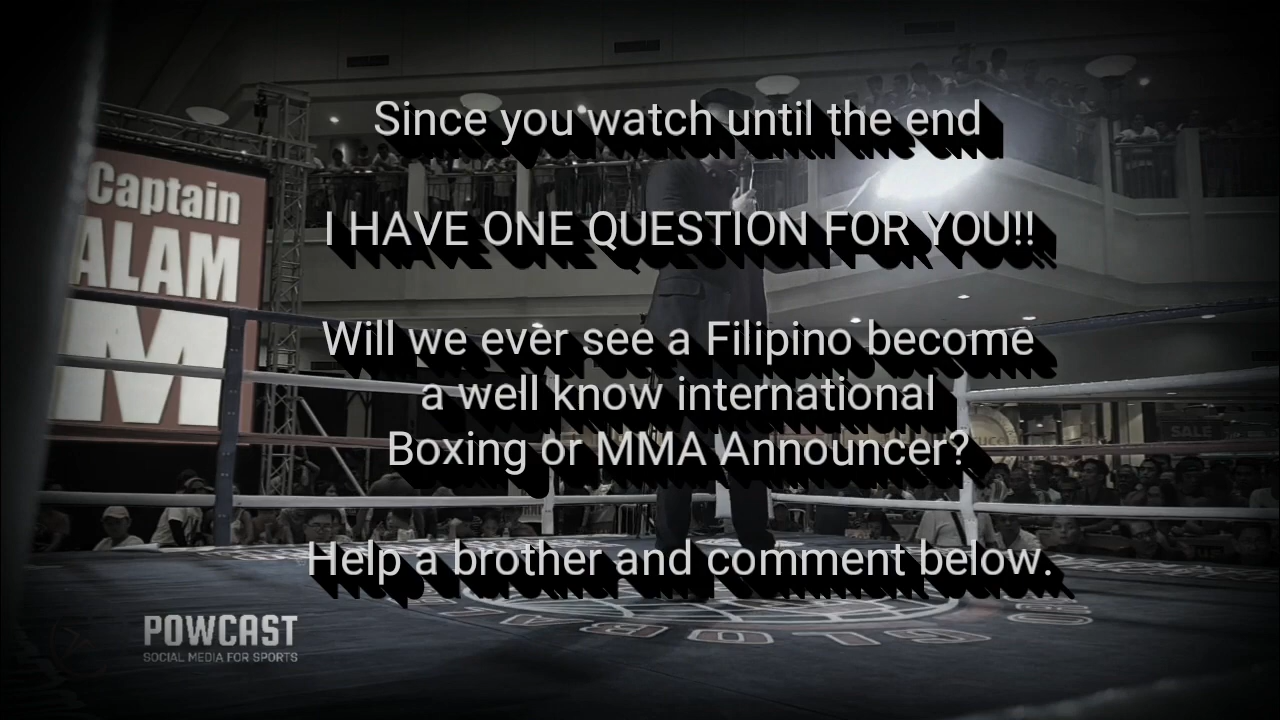 Since you watch until the end
I HAVE ONE QUESTION FOR YOU!!
Will we ever see a Filipino become
a well know international
Boxing or MMA Announcer?
Help a brother and comment below.
Captain
ALAM
M
SALE
POWCAST
SOCIAL MEDIA FOR SPORTS